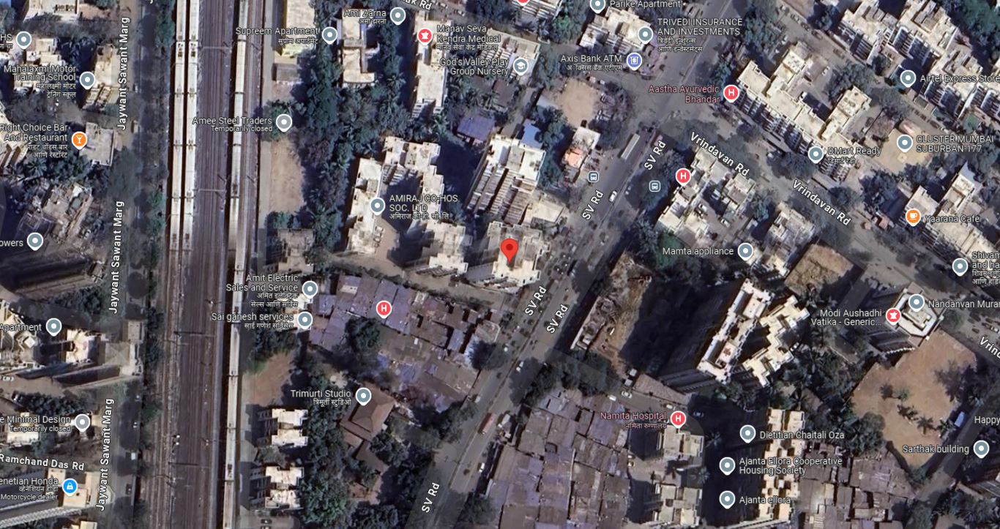 ak Rd
Parike Apartment
Ami Zarna
अमी झरना
TRIVEDI INSURANCE
AND INVESTMENTS
त्रिवेदी इन्शुरन्स
आणि इन्वेस्टमेंट्स
Supreem Apartment
सुप्रीम अपार्टमेंट
Manav Seva
Kendra Medical
मानव सेवा केंद्र मेडिकल
HS
God's Valley Play
Group Nursery
Axis Bank ATM
अॅक्सिस बँक एटीएम
Mahalaxmi Motor
Training School
महालक्ष्मी मोटर
ट्रेनिंग स्कूल
Jaywant Sawant Marg
Airtel Express Store
Aastha Ayurvedic
Bhandar
Amee Steel Traders
Temporarily closed
Right Choice Bar
And Restaurant
राइट चॉइस बार
आणि रेस्टॉरंट
CLUSTER MUMBAI
SUBURBAN-177
DMart Ready
डिमार्ट रेडी
Vrindavan Rd
SV Rd
Vrindavan Rd
SV Rd
AMIRAJ CO-HOS
SOC. LTD
अमिराज को-हौ. सो. लि
Yaarana Cafe
owers
Jaywant Sawant Marg
Mamta appliance
Shivam
and ha
Amit Electric
Sales and Service
अमित इलेक्ट्रिक
सेल्स आणि सर्विस
SV Rd
SV Rd
Nandanvan Murar
Modi Aushadhi
Vatika - Generic...
Sai ganesh services
साई गणेश सर्विसेस
Apartment
Vrind
Trimurti Studio
त्रिमूर्ती स्टुडिओ
Namita Hospital
नमिता रुग्णालय
e Minimal Design
Temporarily closed
Jaywant Sawant Marg
Dietitian Chaitali Oza
Happy
Sarthak building
Ramchand Das Rd
Ajanta Ellora Cooperative
Housing Society
enetian Honda
व्हेनेशियन होंडा
Motorcycle dealer
SV Rd
Ajanta ellora